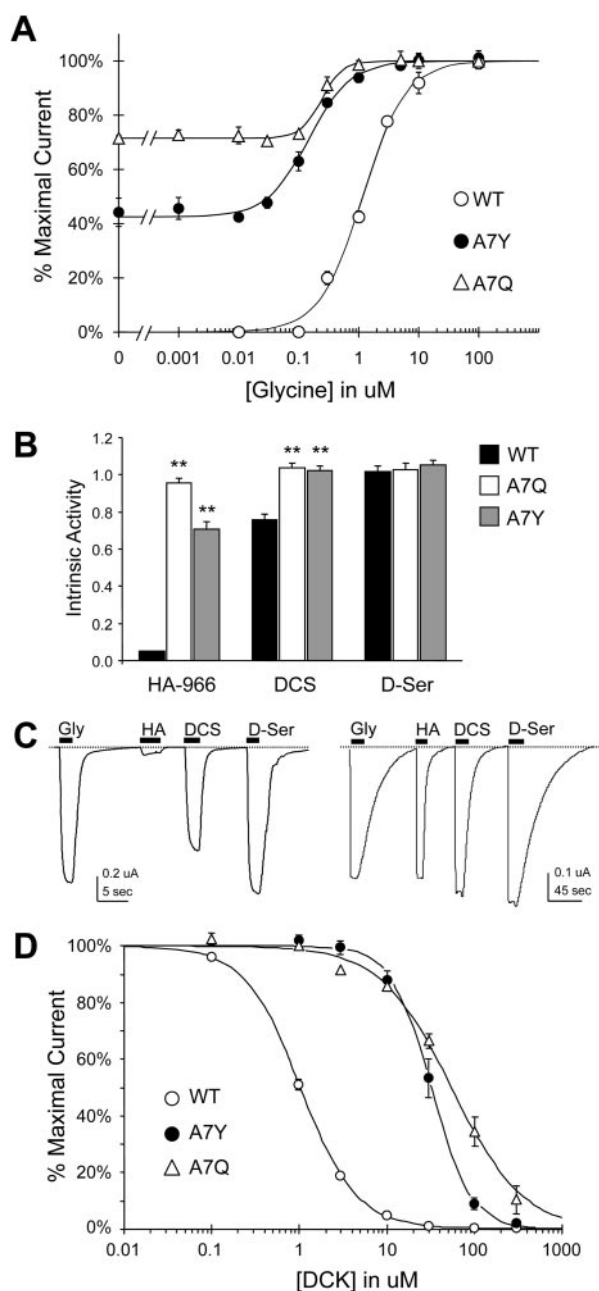 A
% Maximal Current
100%
80%
60%
40%
20%
0%
WT
A7Y
A7Q
0 0.001 0.01 0.1 1 10 100
[Glycine] in uM
B
Intrinsic Activity
1.2
1.0
0.8
0.6
0.4
0.2
0.0
** ** ** **
WT
A7Q
A7Y
HA-966 DCS D-Ser
C
Gly HA DCS D-Ser Gly HA DCS D-Ser
0.2 uA
5 sec
0.1 uA
45 sec
D
% Maximal Current
100%
80%
60%
40%
20%
0%
WT
A7Y
A7Q
0.01 0.1 1 10 100 1000
[DCK] in uM